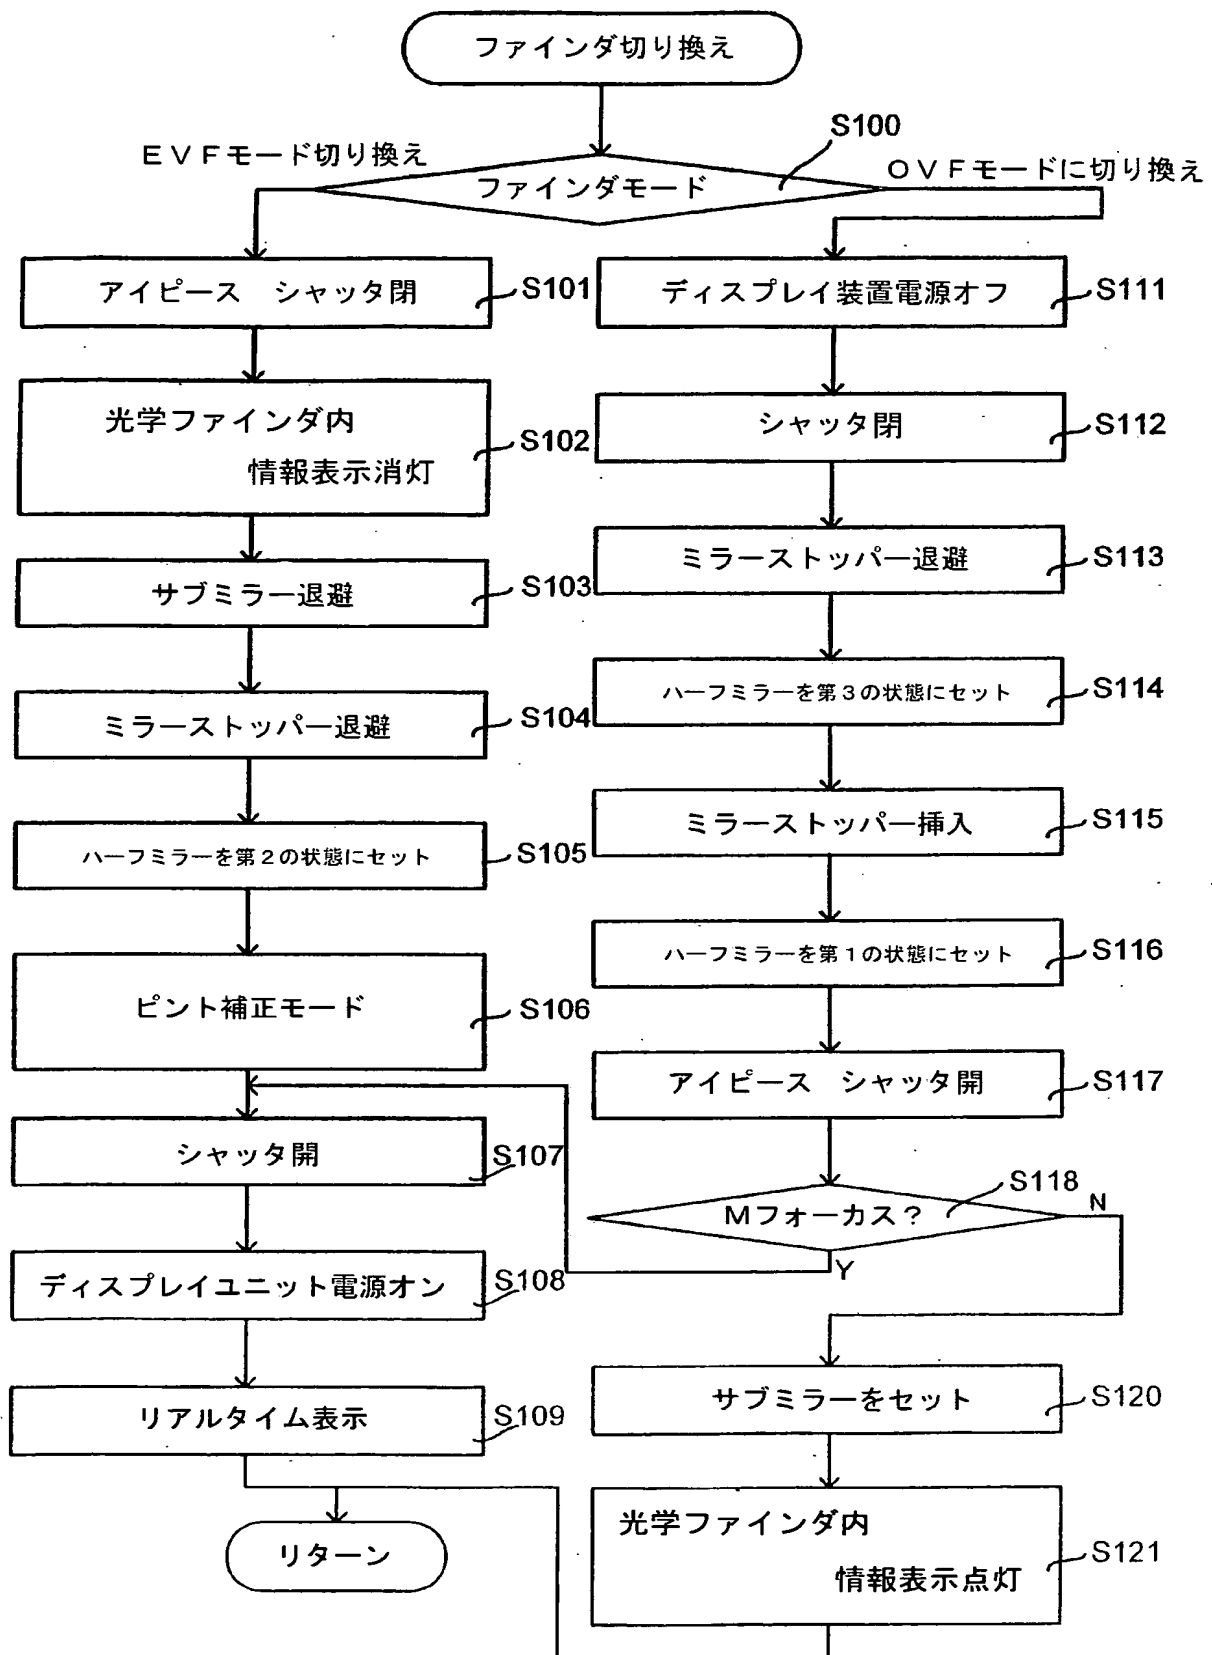 ファインダ切り換え
S100
EVFモード切り換え
OVFモードに切り換え
ファインダモード
アイピース シャッタ閉
S101
光学ファインダ内
情報表示消灯
S102
サブミラー退避
S103
ミラーストッパー退避
S104
ハーフミラーを第2の状態にセット
S105
ピント補正モード
S106
シャッタ開
S107
ディスプレイユニット電源オン
S108
リアルタイム表示
S109
リターン
ディスプレイ装置電源オフ
S111
シャッタ閉
S112
ミラーストッパー退避
S113
ハーフミラーを第3の状態にセット
S114
ミラーストッパー挿入
S115
ハーフミラーを第1の状態にセット
S116
アイピース シャッタ開
S117
Mフォーカス?
S118
N
Y
サブミラーをセット
S120
光学ファインダ内
情報表示点灯
S121